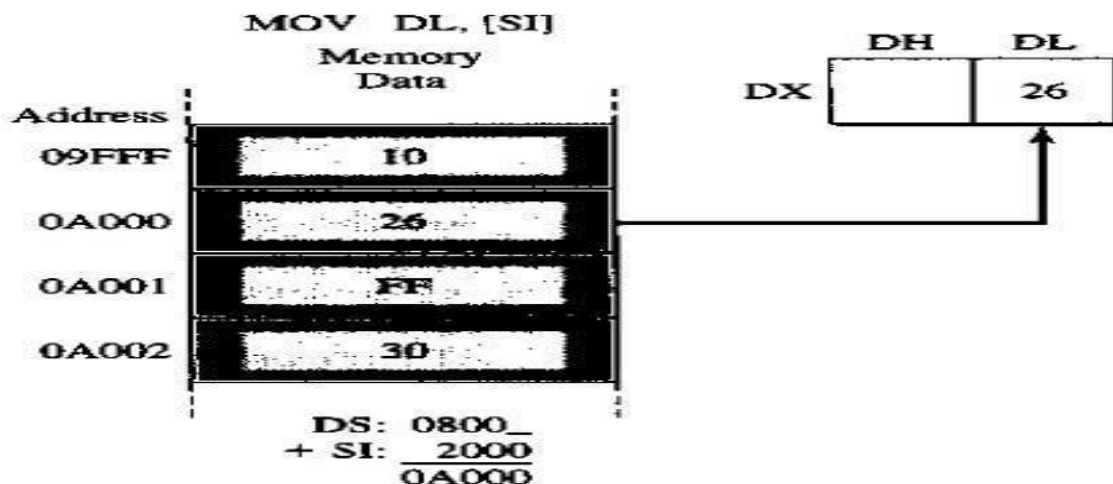 MOV DL, [SI]
Memory
Data
Address
09FFF 10
0A000 26
0A001 FF
0A002 30
DS: 0800_
+ SI: 2000
0A000
DH DL
DX 26